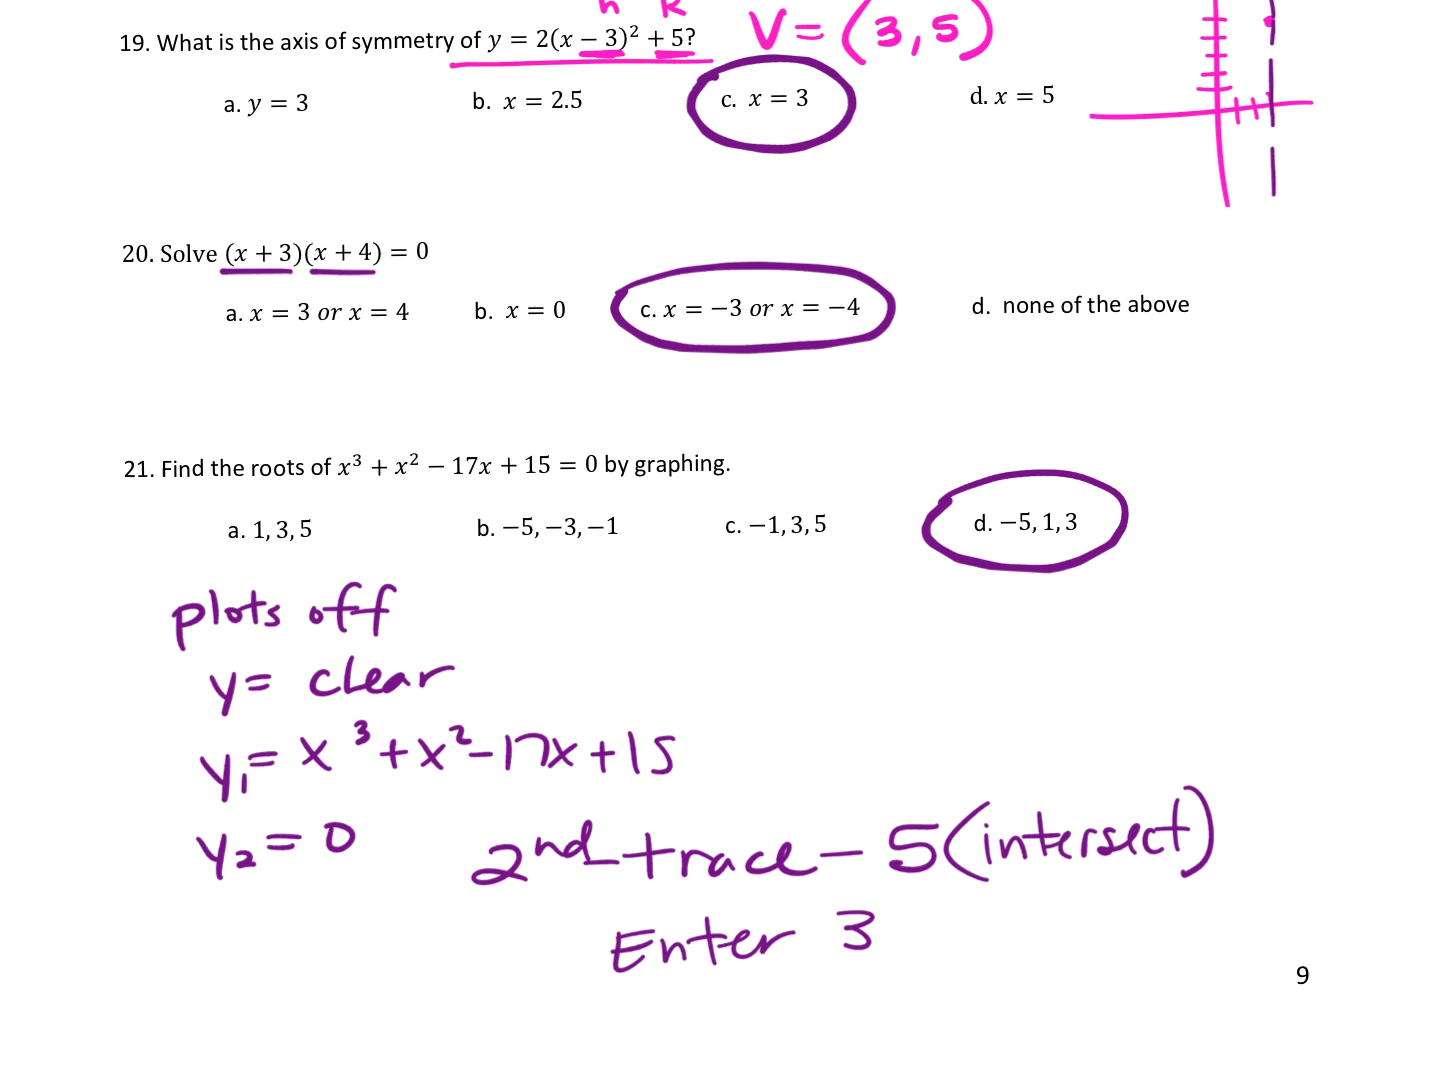 h k
19. What is the axis of symmetry of y = 2(x − 3)² + 5? V = (3, 5)
a. y = 3 b. x = 2.5 c. x = 3 d. x = 5
20. Solve (x + 3)(x + 4) = 0
a. x = 3 or x = 4 b. x = 0 c. x = −3 or x = −4 d. none of the above
21. Find the roots of x³ + x² − 17x + 15 = 0 by graphing.
a. 1, 3, 5 b. −5, −3, −1 c. −1, 3, 5 d. −5, 1, 3
plots off
y = clear
y₁ = x³ + x² − 17x + 15
y₂ = 0 2nd trace − 5 (intersect)
Enter 3
9